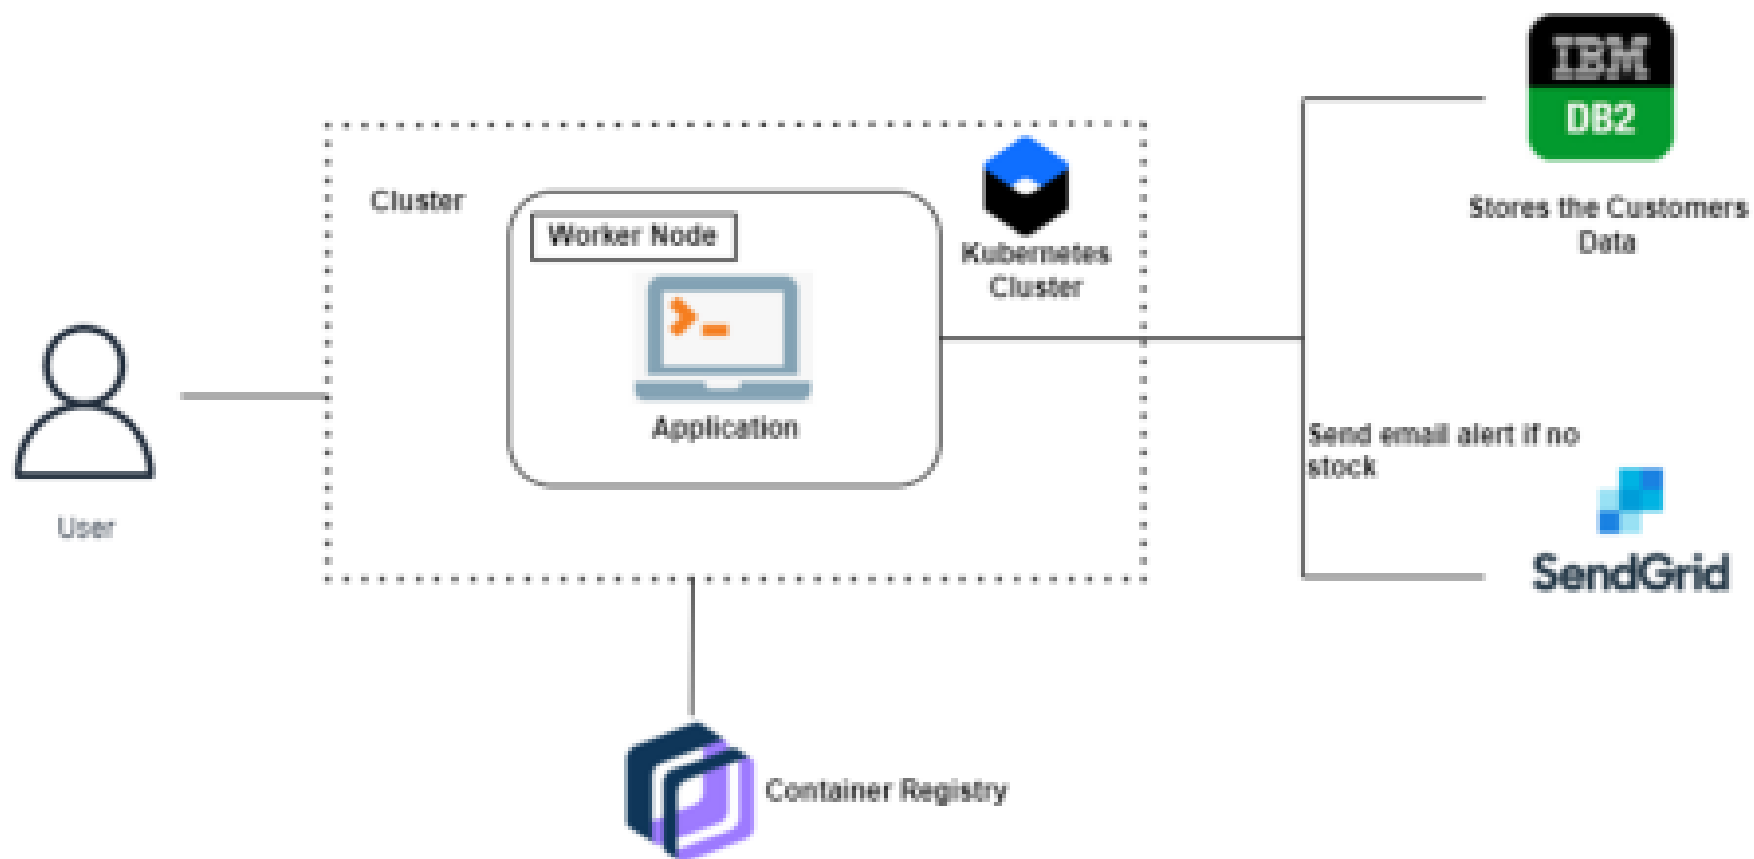 IBM
DB2
Stores the Customers
Data
Cluster
Worker Node
Kubernetes
Cluster
Application
User
Send email alert if no
stock
SendGrid
Container Registry